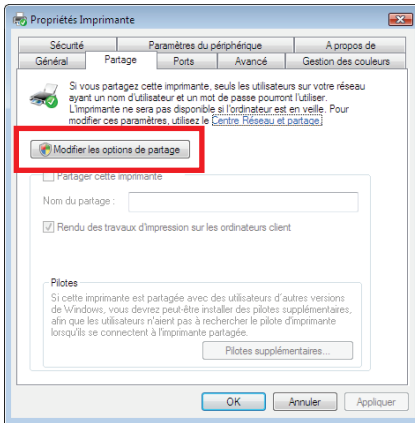 Propriétés Imprimante
Sécurité
Paramètres du périphérique
A propos de
Général
Partage
Ports
Avancé
Gestion des couleurs
Si vous partagez cette imprimante, seuls les utilisateurs sur votre réseau
ayant un nom d'utilisateur et un mot de passe pourront l'utiliser.
L'imprimante ne sera pas disponible si l'ordinateur est en veille. Pour
modifier ces paramètres, utilisez le Centre Réseau et partage.
Modifier les options de partage
Partager cette imprimante
Nom du partage :
Rendu des travaux d'impression sur les ordinateurs client
Pilotes
Si cette imprimante est partagée avec des utilisateurs d'autres versions
de Windows, vous devrez peut-être installer des pilotes supplémentaires,
afin que les utilisateurs n'aient pas à rechercher le pilote d'imprimante
lorsqu'ils se connectent à l'imprimante partagée.
Pilotes supplémentaires...
OK
Annuler
Appliquer